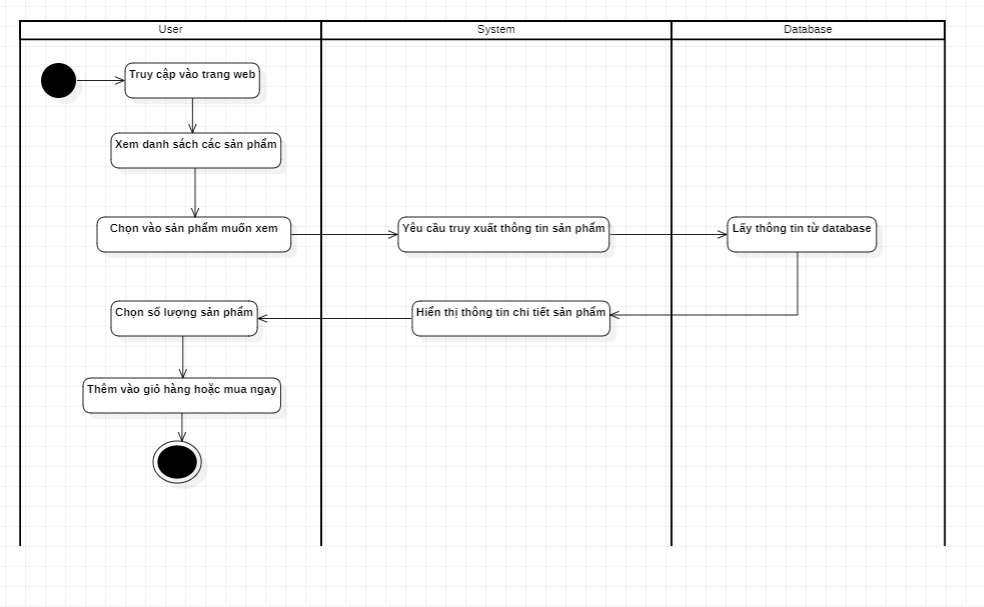 User
System
Database
Truy cập vào trang web
Xem danh sách các sản phẩm
Chọn vào sản phẩm muốn xem
Yêu cầu truy xuất thông tin sản phẩm
Lấy thông tin từ database
Chọn số lượng sản phẩm
Hiển thị thông tin chi tiết sản phẩm
Thêm vào giỏ hàng hoặc mua ngay